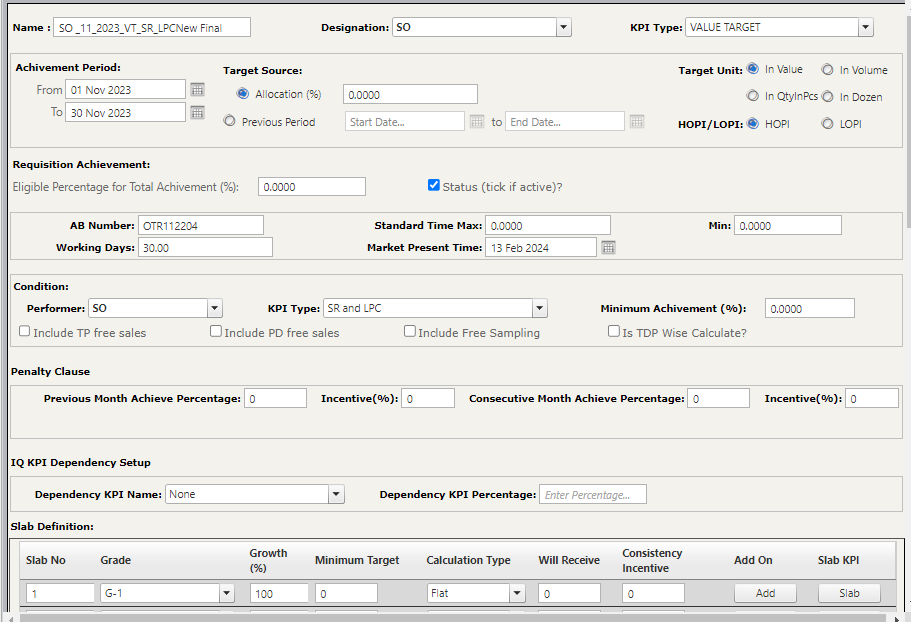 Name : SO _11_2023_VT_SR_LPCNew Final Designation: SO KPI Type: VALUE TARGET
Achivement Period: Target Source: Target Unit: In Value In Volume
From 01 Nov 2023 Allocation (%) 0.0000 In QtyInPcs In Dozen
To 30 Nov 2023 Previous Period Start Date... to End Date... HOPI/LOPI: HOPI LOPI
Requisition Achievement:
Eligible Percentage for Total Achivement (%): 0.0000 Status (tick if active)?
AB Number: OTR112204 Standard Time Max: 0.0000 Min: 0.0000
Working Days: 30.00 Market Present Time: 13 Feb 2024
Condition:
Performer: SO KPI Type: SR and LPC Minimum Achivement (%): 0.0000
Include TP free sales Include PD free sales Include Free Sampling Is TDP Wise Calculate?
Penalty Clause
Previous Month Achieve Percentage: 0 Incentive(%): 0 Consecutive Month Achieve Percentage: 0 Incentive(%): 0
IQ KPI Dependency Setup
Dependency KPI Name: None Dependency KPI Percentage: Enter Percentage...
Slab Definition:
Slab No Grade Growth (%) Minimum Target Calculation Type Will Receive Consistency Incentive Add On Slab KPI
1 G-1 100 0 Flat 0 0 Add Slab